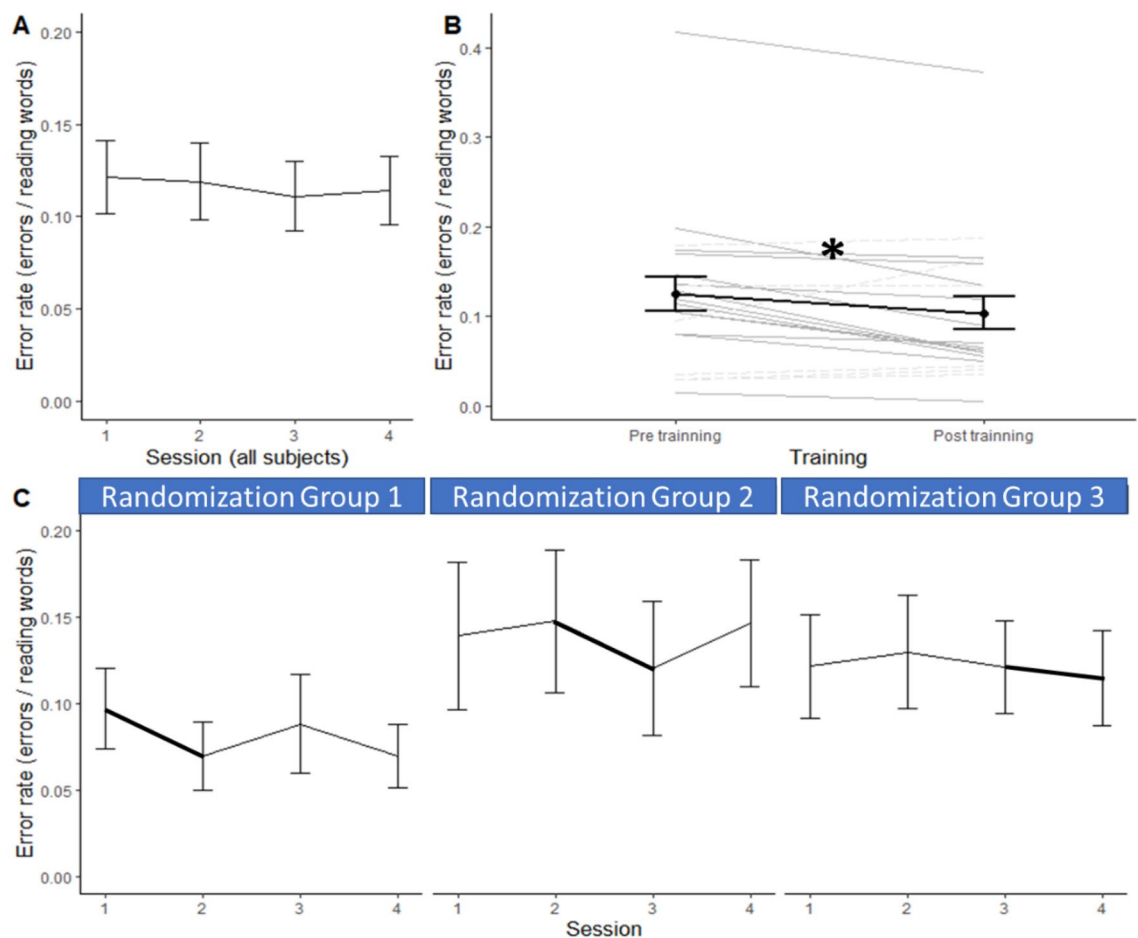 A
Error rate (errors / reading words)
0.20
0.15
0.10
0.05
0.00
1 2 3 4
Session (all subjects)
B
Error rate (errors / reading words)
0.4
0.3
0.2
0.1
0.0
*
Pre trainning Post trainning
Training
C
Randomization Group 1 Randomization Group 2 Randomization Group 3
Error rate (errors / reading words)
0.20
0.15
0.10
0.05
0.00
1 2 3 4 1 2 3 4 1 2 3 4
Session